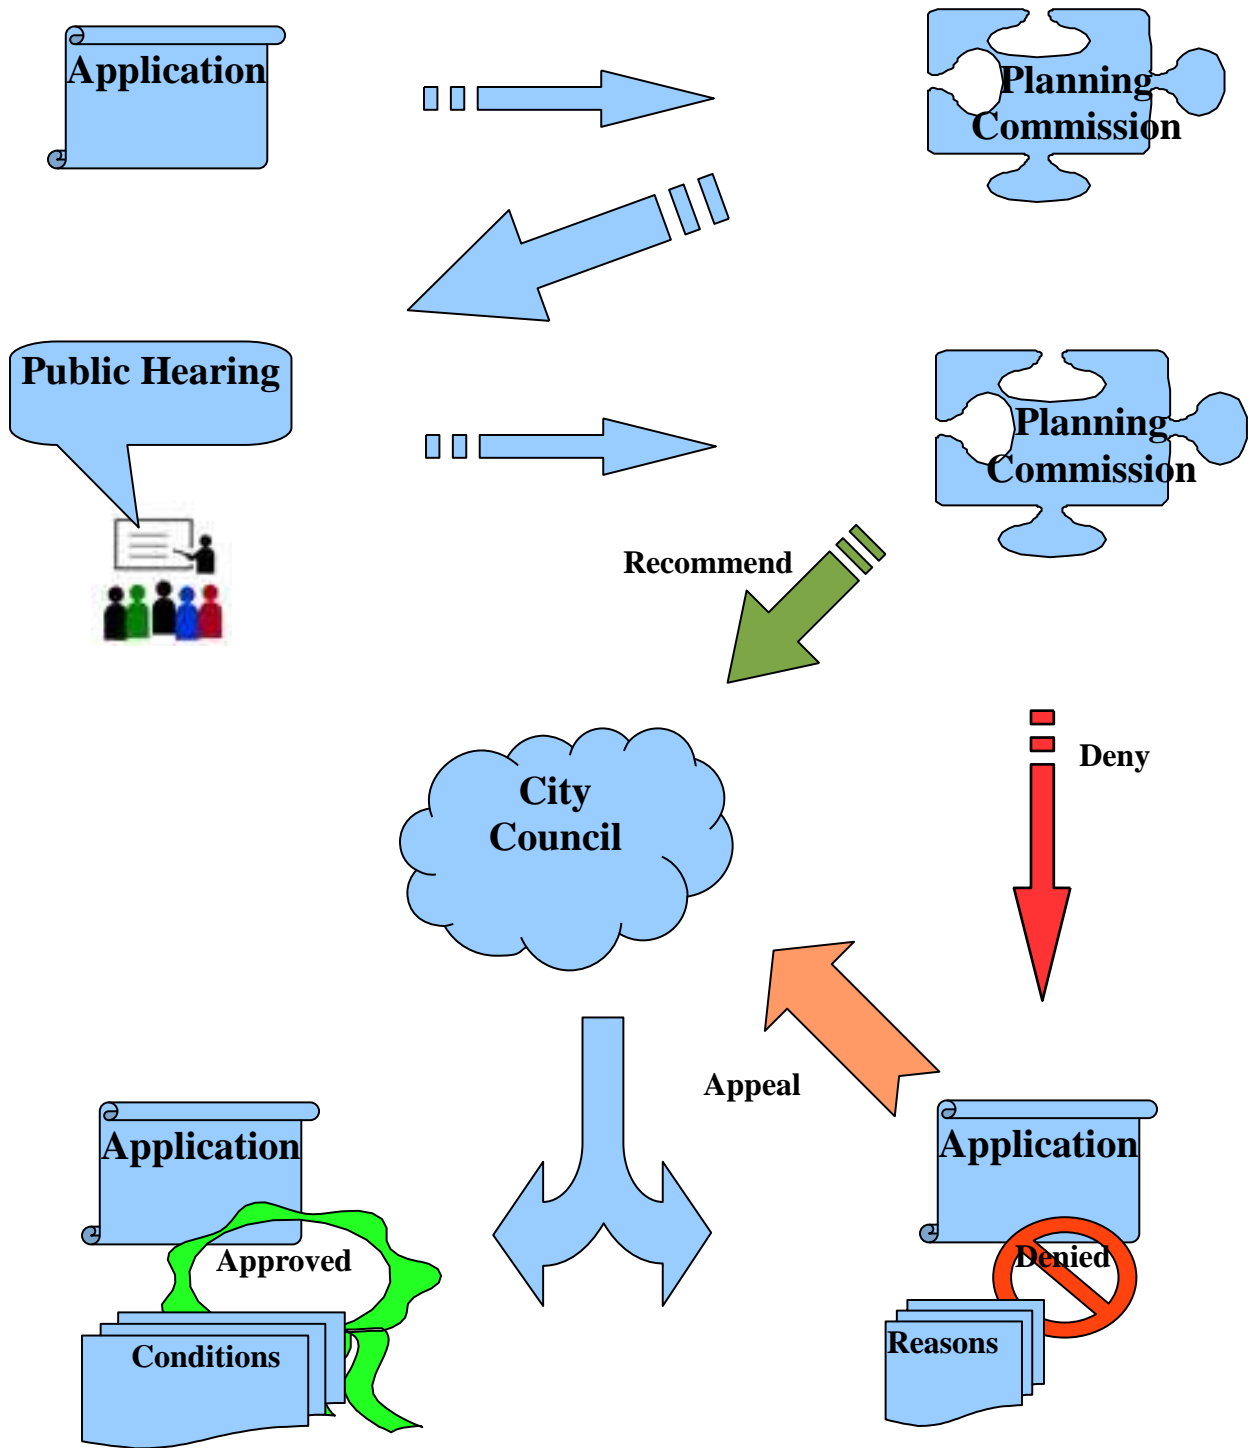 Application
Planning
Commission
Public Hearing
Planning
Commission
Recommend
Deny
City
Council
Appeal
Application
Approved
Conditions
Application
Denied
Reasons